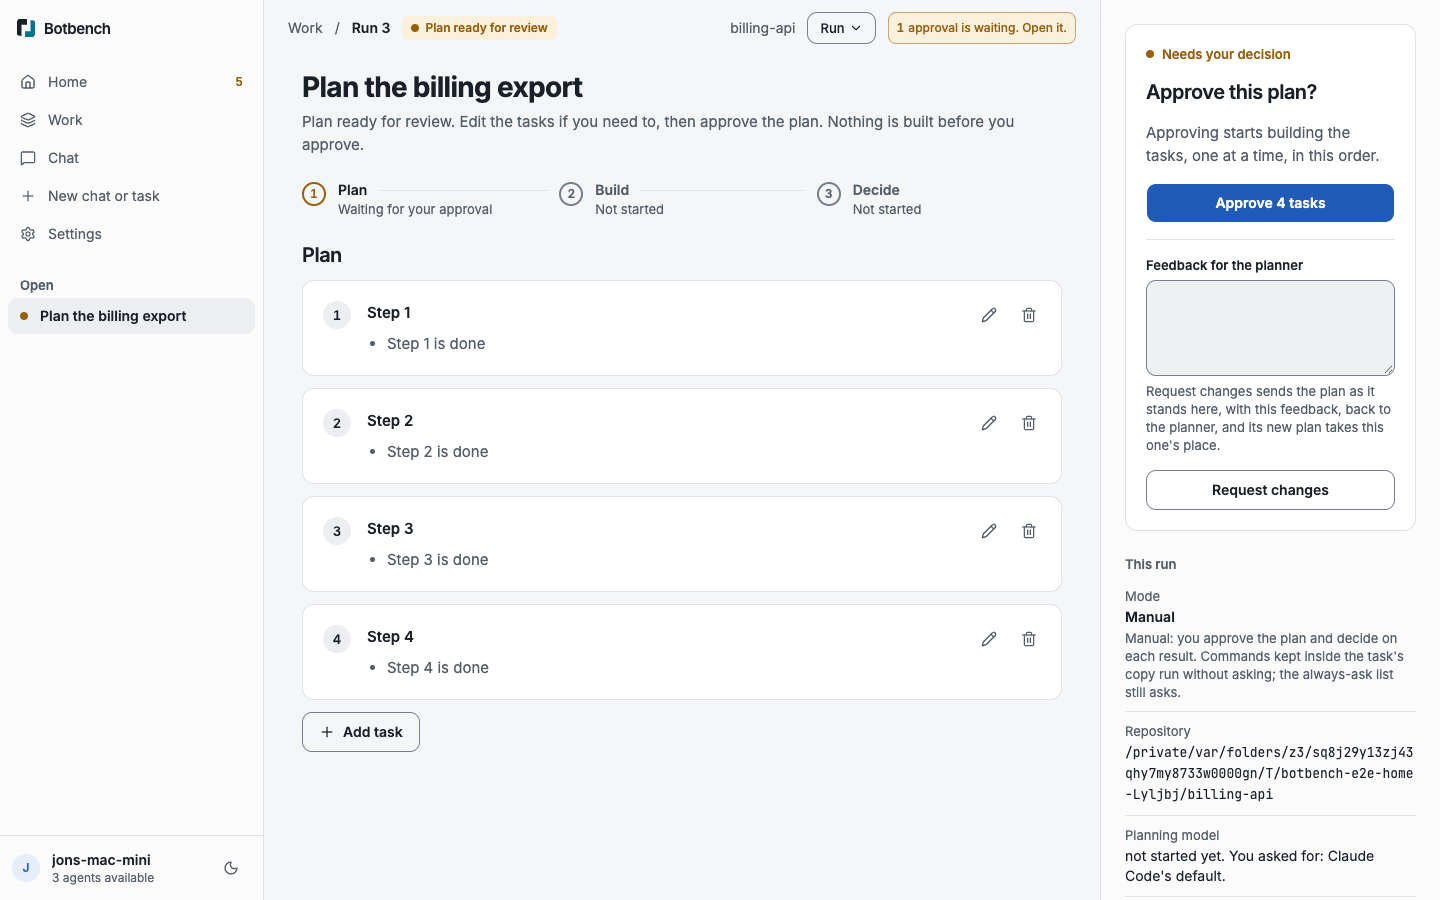 Botbench
Home 5
Work
Chat
New chat or task
Settings
Open
Plan the billing export
J
jons-mac-mini
3 agents available
Work / Run 3 Plan ready for review
billing-api Run 1 approval is waiting. Open it.
Plan the billing export
Plan ready for review. Edit the tasks if you need to, then approve the plan. Nothing is built before you
approve.
1 Plan
Waiting for your approval
2 Build
Not started
3 Decide
Not started
Plan
1 Step 1
• Step 1 is done
2 Step 2
• Step 2 is done
3 Step 3
• Step 3 is done
4 Step 4
• Step 4 is done
+ Add task
Needs your decision
Approve this plan?
Approving starts building the
tasks, one at a time, in this order.
Approve 4 tasks
Feedback for the planner
Request changes sends the plan as it
stands here, with this feedback, back to
the planner, and its new plan takes this
one's place.
Request changes
This run
Mode
Manual
Manual: you approve the plan and decide on
each result. Commands kept inside the task's
copy run without asking; the always-ask list
still asks.
Repository
/private/var/folders/z3/sq8j29y13zj43
qhy7my8733w0000gn/T/botbench-e2e-home
-Lyljbj/billing-api
Planning model
not started yet. You asked for: Claude
Code's default.